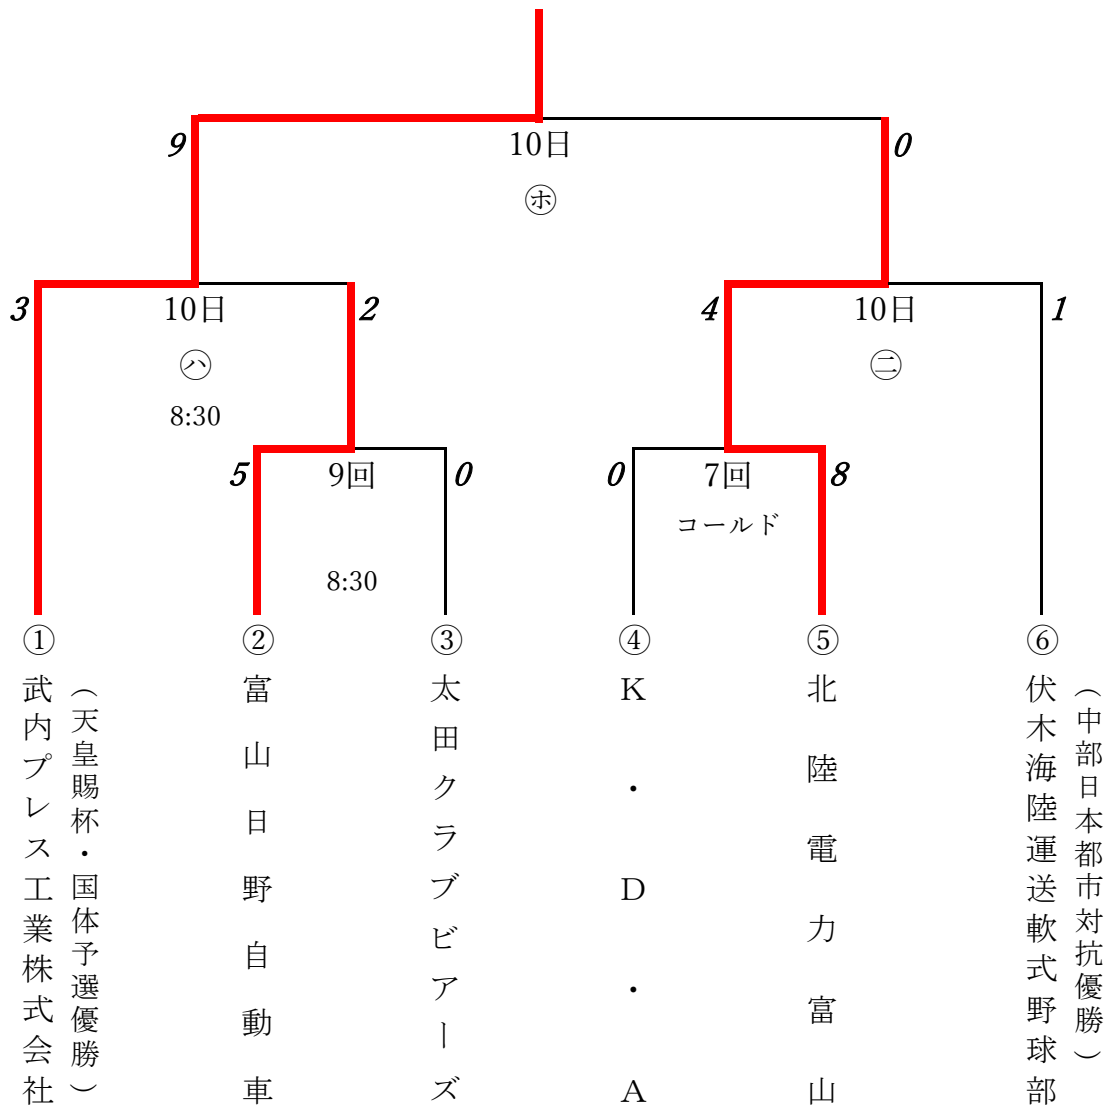 9
10日
0
㋭
3
10日
2
4
10日
1
㋩
㊁
8:30
5
9回
0
0
7回
8
コールド
8:30
①
②
③
④
⑤
⑥
武内プレス工業株式会社
（天皇賜杯・国体予選優勝）
富山日野自動車
太田クラブビアーズ
K・D・A
北陸電力富山
伏木海陸運送軟式野球部
（中部日本都市対抗優勝）